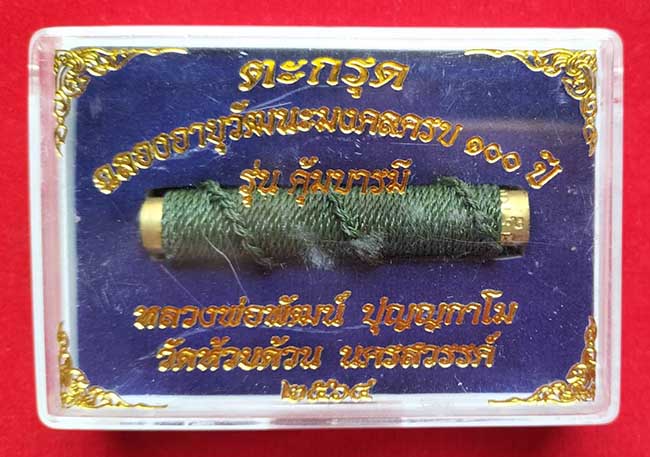 ตะกรุด
ฉลองอายุวัฒนะมงคลครบ ๑๐๐ ปี
รุ่น คุ้มบารมี
หลวงพ่อพัฒน์ ปุญญกาโม
วัดห้วยด้วน นครสวรรค์
๒๕๖๔